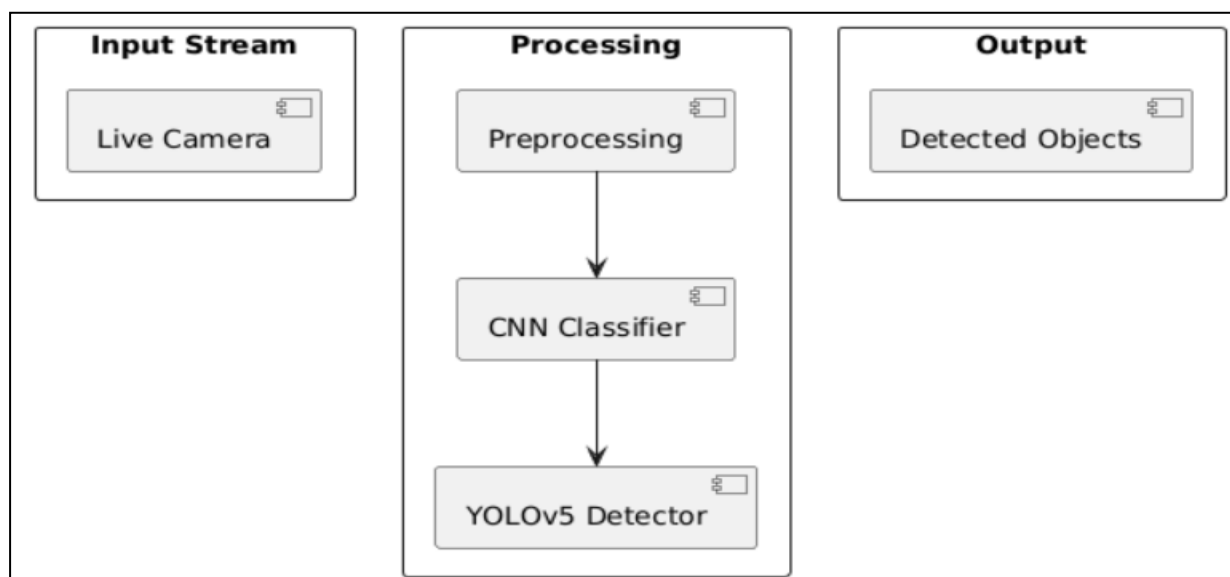 Input Stream
Live Camera
Processing
Preprocessing
CNN Classifier
YOLOv5 Detector
Output
Detected Objects